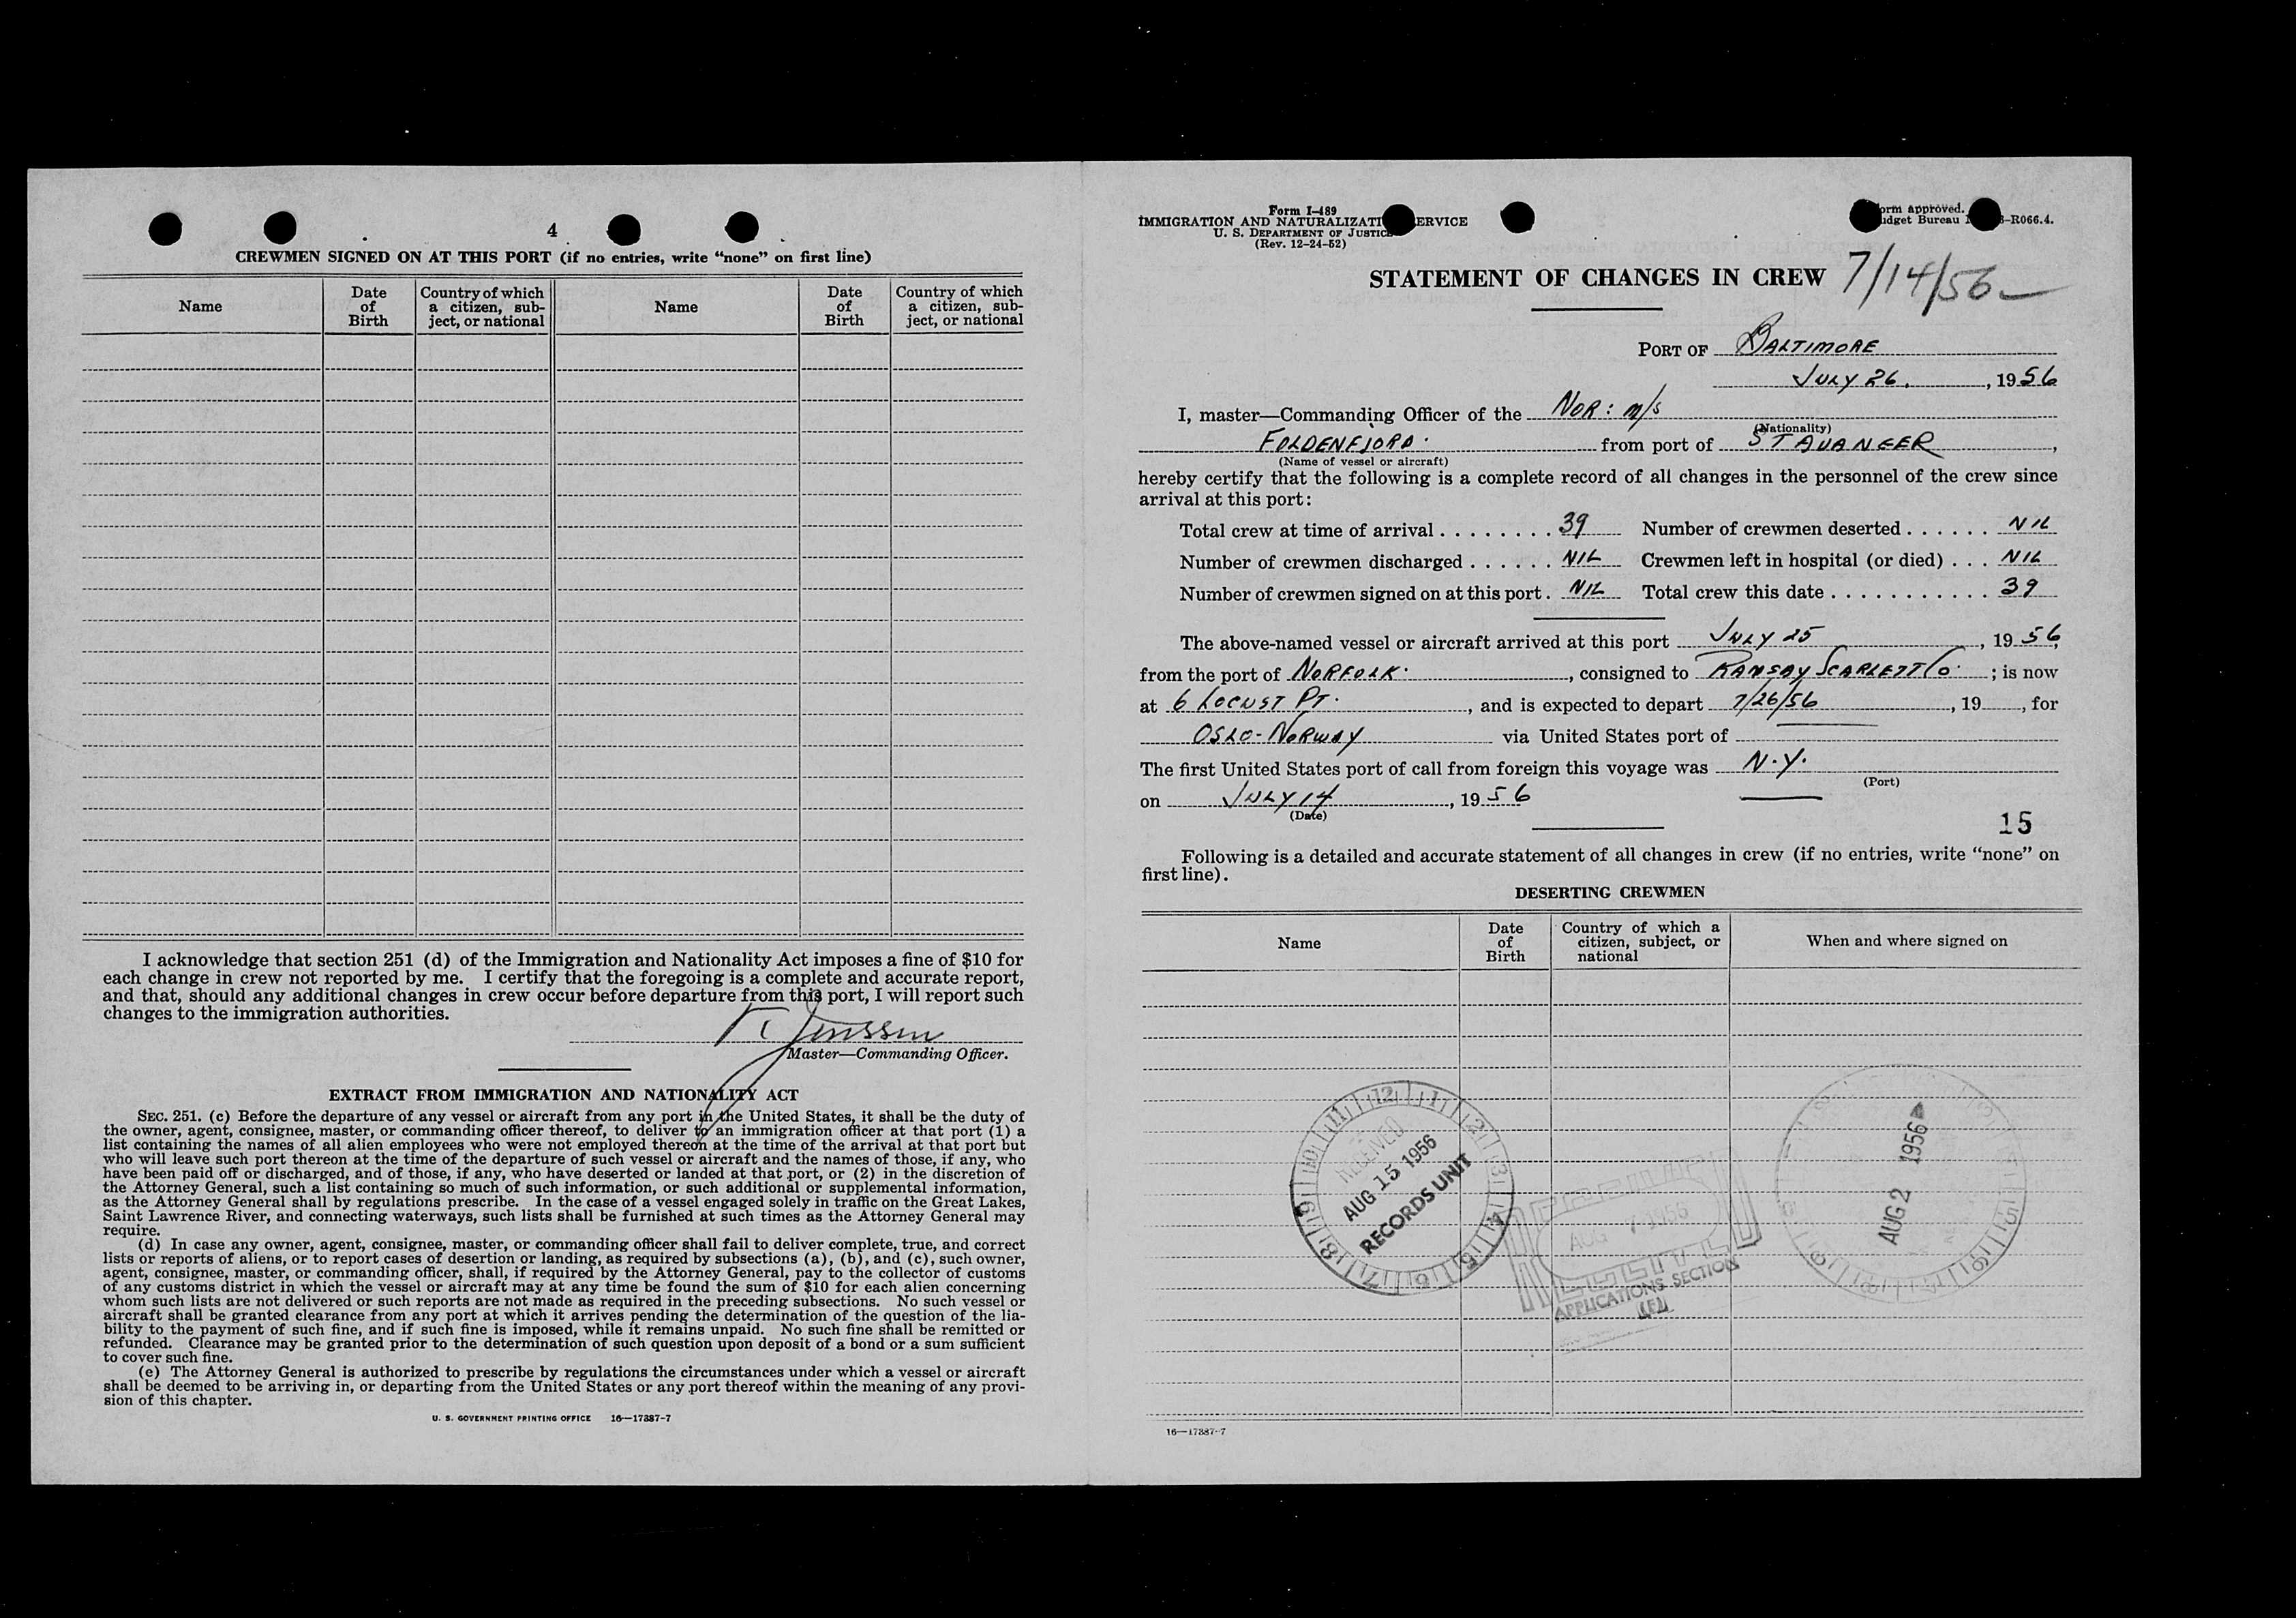 4
CREWMEN SIGNED ON AT THIS PORT (if no entries, write “none” on first line)
Name Date of Birth Country of which a citizen, sub-ject, or national Name Date of Birth Country of which a citizen, sub-ject, or national
I acknowledge that section 251 (d) of the Immigration and Nationality Act imposes a fine of $10 for
each change in crew not reported by me. I certify that the foregoing is a complete and accurate report,
and that, should any additional changes in crew occur before departure from this port, I will report such
changes to the immigration authorities.
Jenssen
Master—Commanding Officer.
EXTRACT FROM IMMIGRATION AND NATIONALITY ACT
SEC. 251. (c) Before the departure of any vessel or aircraft from any port in the United States, it shall be the duty of
the owner, agent, consignee, master, or commanding officer thereof, to deliver to an immigration officer at that port (1) a
list containing the names of all alien employees who were not employed thereon at the time of the arrival at that port but
who will leave such port thereon at the time of the departure of such vessel or aircraft and the names of those, if any, who
have been paid off or discharged, and of those, if any, who have deserted or landed at that port, or (2) in the discretion of
the Attorney General, such a list containing so much of such information, or such additional or supplemental information,
as the Attorney General shall by regulations prescribe. In the case of a vessel engaged solely in traffic on the Great Lakes,
Saint Lawrence River, and connecting waterways, such lists shall be furnished at such times as the Attorney General may
require.
(d) In case any owner, agent, consignee, master, or commanding officer shall fail to deliver complete, true, and correct
lists or reports of aliens, or to report cases of desertion or landing, as required by subsections (a), (b), and (c), such owner,
agent, consignee, master, or commanding officer, shall, if required by the Attorney General, pay to the collector of customs
of any customs district in which the vessel or aircraft may at any time be found the sum of $10 for each alien concerning
whom such lists are not delivered or such reports are not made as required in the preceding subsections. No such vessel or
aircraft shall be granted clearance from any port at which it arrives pending the determination of the question of the lia-
bility to the payment of such fine, and if such fine is imposed, while it remains unpaid. No such fine shall be remitted or
refunded. Clearance may be granted prior to the determination of such question upon deposit of a bond or a sum sufficient
to cover such fine.
(e) The Attorney General is authorized to prescribe by regulations the circumstances under which a vessel or aircraft
shall be deemed to be arriving in, or departing from the United States or any port thereof within the meaning of any provi-
sion of this chapter.
U. S. GOVERNMENT PRINTING OFFICE 16—17387-7
Form I-489
IMMIGRATION AND NATURALIZATI ERVICE
U. S. DEPARTMENT OF JUSTICE
(Rev. 12-24-52)
orm approved.
dget Bureau -R066.4.
STATEMENT OF CHANGES IN CREW 7/14/56
PORT OF BALTIMORE
JULY 26. , 1956
I, master—Commanding Officer of the NOR: M/S
(Nationality)
FOLDENFJORD. from port of STAVANGER ,
(Name of vessel or aircraft)
hereby certify that the following is a complete record of all changes in the personnel of the crew since
arrival at this port:
Total crew at time of arrival . . . . . . . . 39 Number of crewmen deserted . . . . . . NIL
Number of crewmen discharged . . . . . . NIL Crewmen left in hospital (or died) . . . NIL
Number of crewmen signed on at this port . NIL Total crew this date . . . . . . . . . . . 39
The above-named vessel or aircraft arrived at this port JULY 25 , 1956,
from the port of NORFOLK. , consigned to RAMSAY SCARLETT CO. ; is now
at 6 LOCUST PT. , and is expected to depart 7/26/56 , 19 , for
OSLO-NORWAY via United States port of
The first United States port of call from foreign this voyage was N.Y.
(Port)
on JULY 14 , 1956
(Date)
15
Following is a detailed and accurate statement of all changes in crew (if no entries, write “none” on
first line).
DESERTING CREWMEN
Name Date of Birth Country of which a citizen, subject, or national When and where signed on
RECEIVED
AUG 15 1956
RECORDS UNIT
AUG 7 1956
APPLICATIONS SECTION
AUG 2 1956
16—17387-7